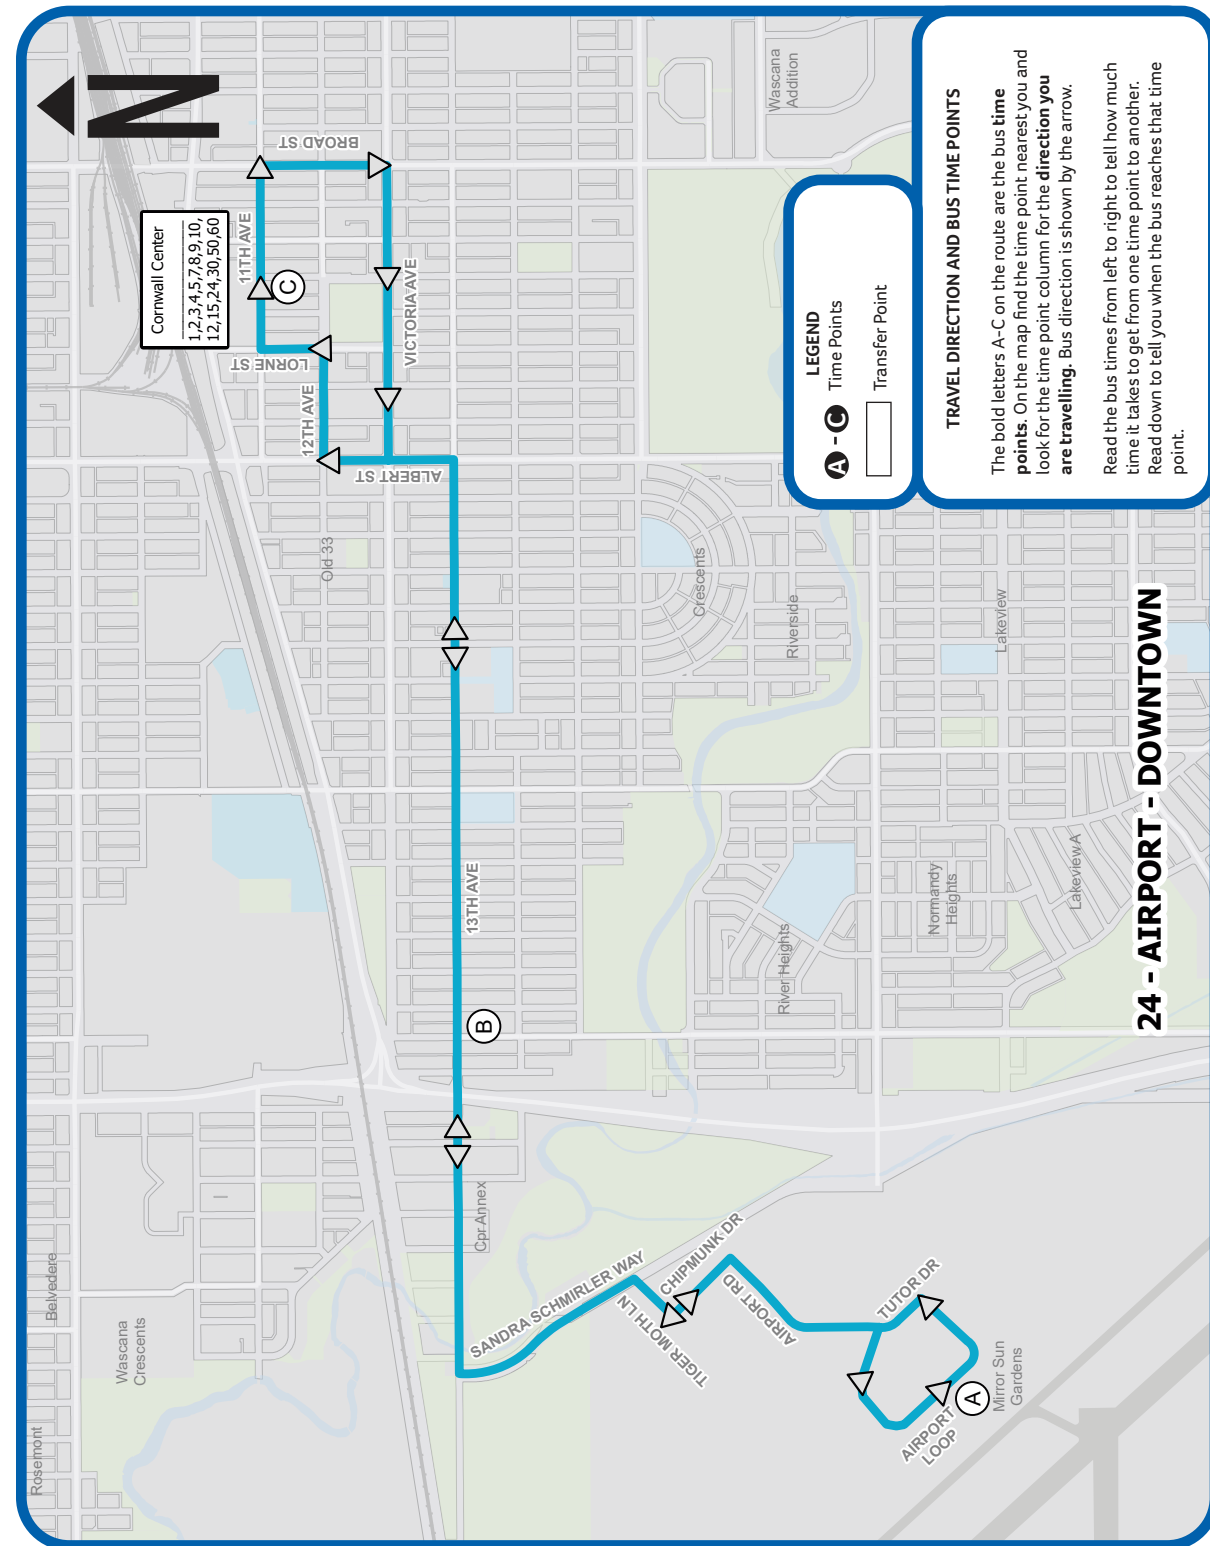 24 - AIRPORT - DOWNTOWN
N
Cornwall Center
1,2,3,4,5,7,8,9,10,
12,15,24,30,50,60
BROAD ST
11TH AVE
LORNE ST
12TH AVE
VICTORIA AVE
ALBERT ST
13TH AVE
SANDRA SCHMIRLER WAY
TIGER MOTH LN
CHIPMUNK DR
AIRPORT RD
TUTOR DR
AIRPORT
LOOP
A
B
C
Rosemont
Belvedere
Wascana
Crescents
Cpr Annex
Mirror Sun
Gardens
Old 33
Crescents
Riverside
Lakeview
River Heights
Normandy
Heights
Lakeview A
Wascana
Addition
LEGEND
A - C Time Points
Transfer Point
TRAVEL DIRECTION AND BUS TIME POINTS
The bold letters A-C on the route are the bus time
points. On the map find the time point nearest you and
look for the time point column for the direction you
are travelling. Bus direction is shown by the arrow.
Read the bus times from left to right to tell how much
time it takes to get from one time point to another.
Read down to tell you when the bus reaches that time
point.